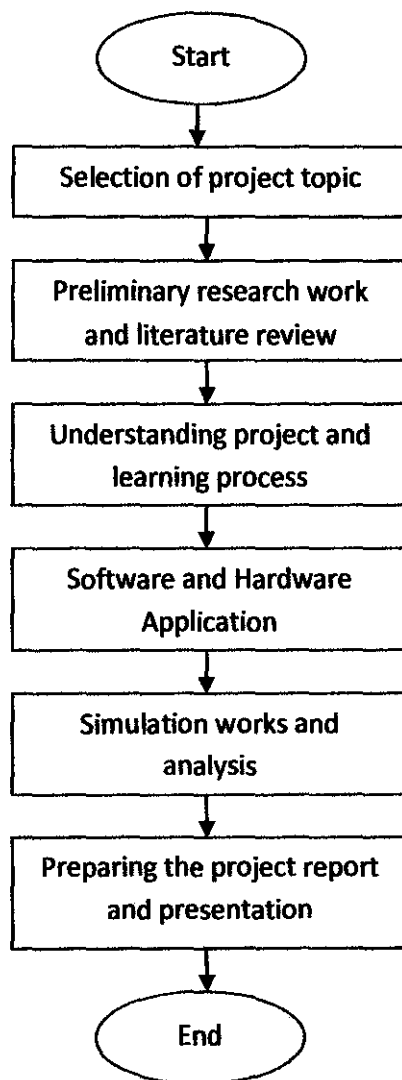 Start
Selection of project topic
Preliminary research work
and literature review
Understanding project and
learning process
Software and Hardware
Application
Simulation works and
analysis
Preparing the project report
and presentation
End